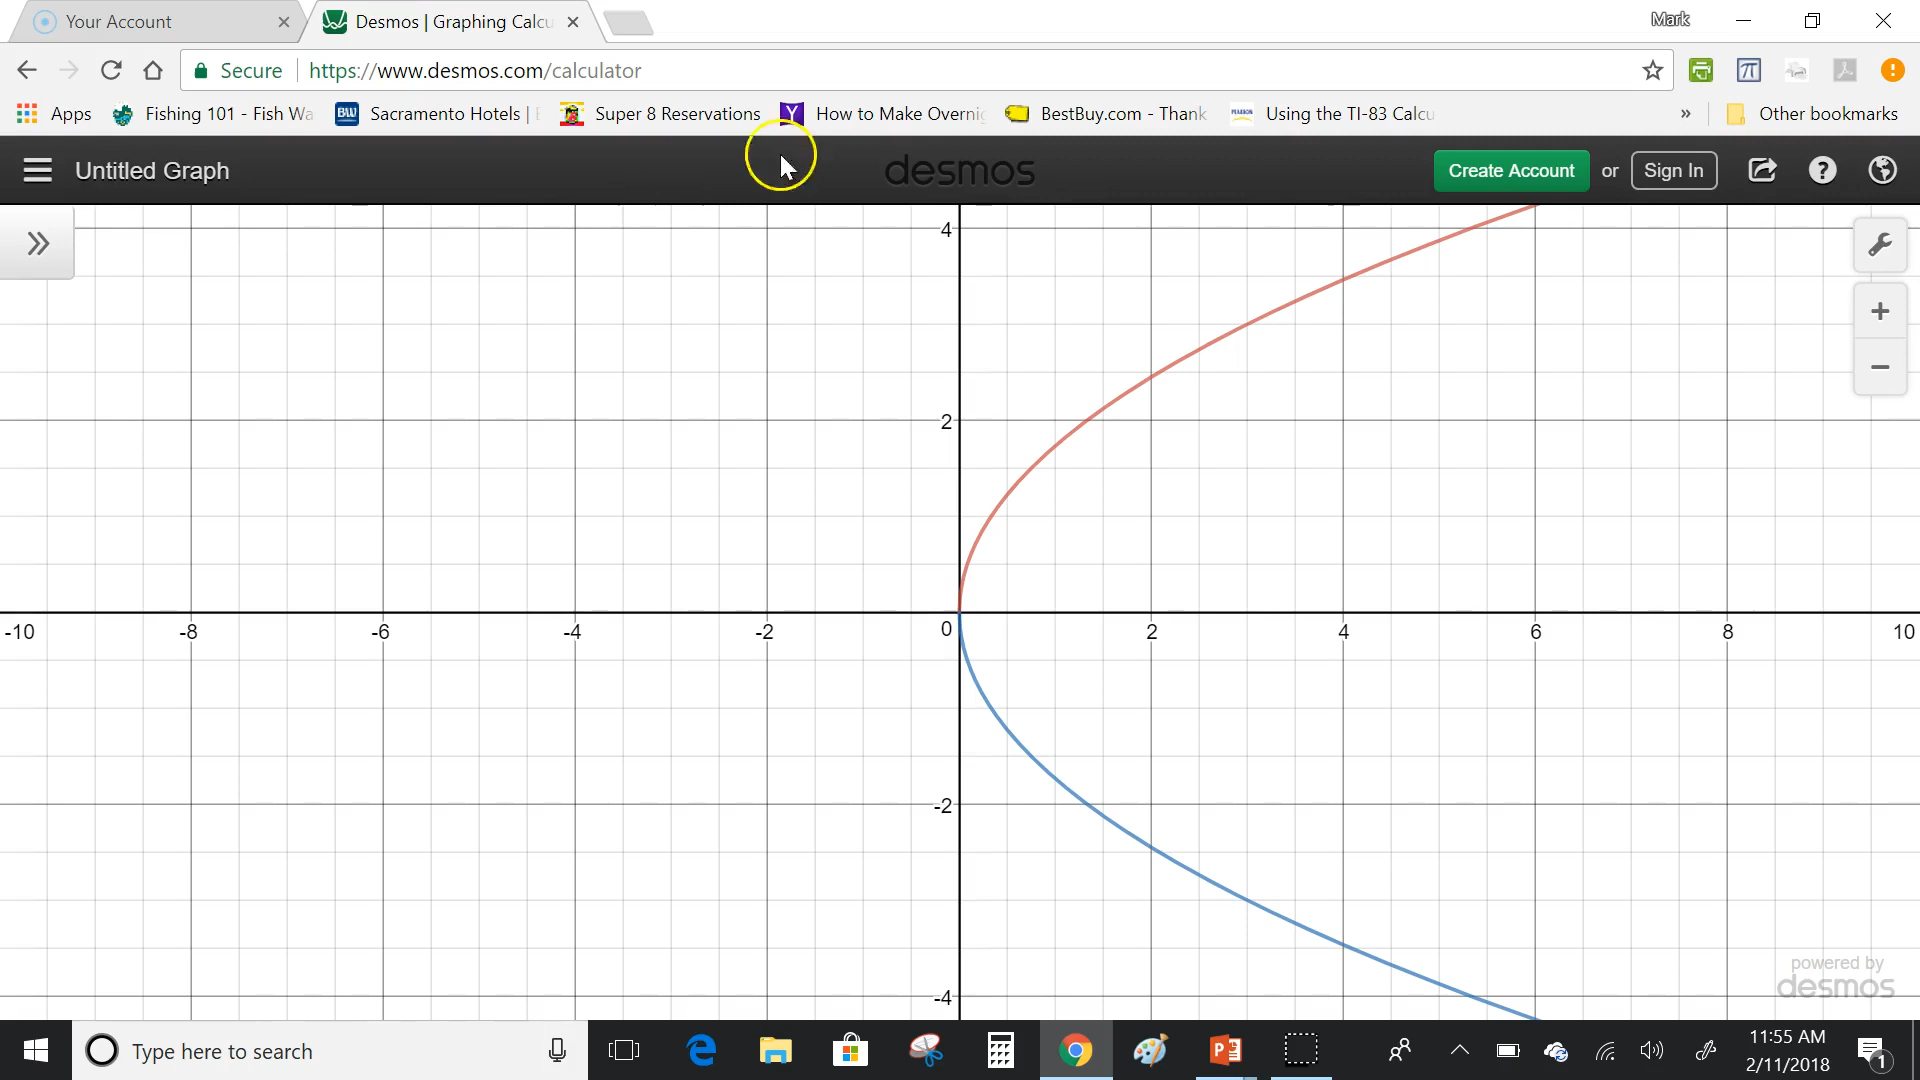 Your Account
Desmos | Graphing Calcu
Mark
Secure
https://www.desmos.com/calculator
Apps
Fishing 101 - Fish Wa
BW
Sacramento Hotels |
Super 8 Reservations
Y
How to Make Overnig
BestBuy.com - Thank
Using the TI-83 Calcu
»
Other bookmarks
Untitled Graph
desmos
Create Account or Sign In
4
2
-10 -8 -6 -4 -2 0 2 4 6 8 10
-2
-4
powered by
desmos
Type here to search
11:55 AM
2/11/2018
1